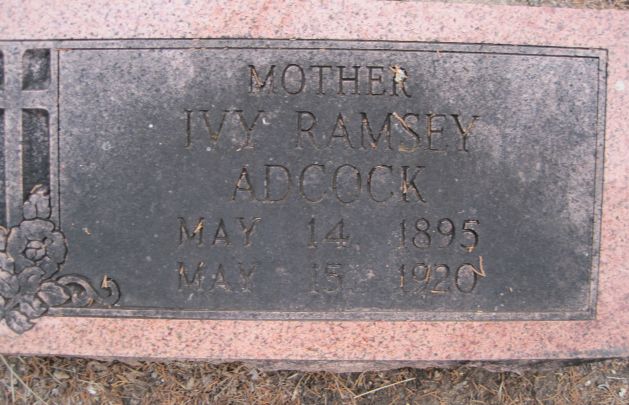 MOTHER
IVY RAMSEY
ADCOCK
MAY 14, 1895
MAY 15, 1920